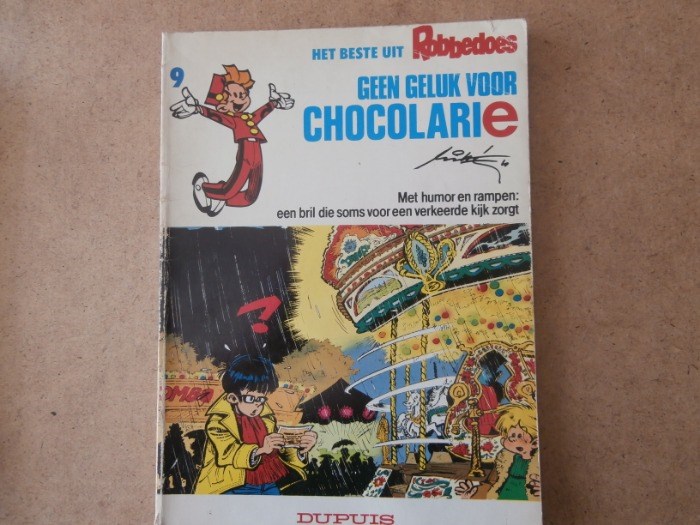 HET BESTE UIT Robbedoes
9
GEEN GELUK VOOR
CHOCOLARIe
Met humor en rampen:
een bril die soms voor een verkeerde kijk zorgt
?
DUPUIS